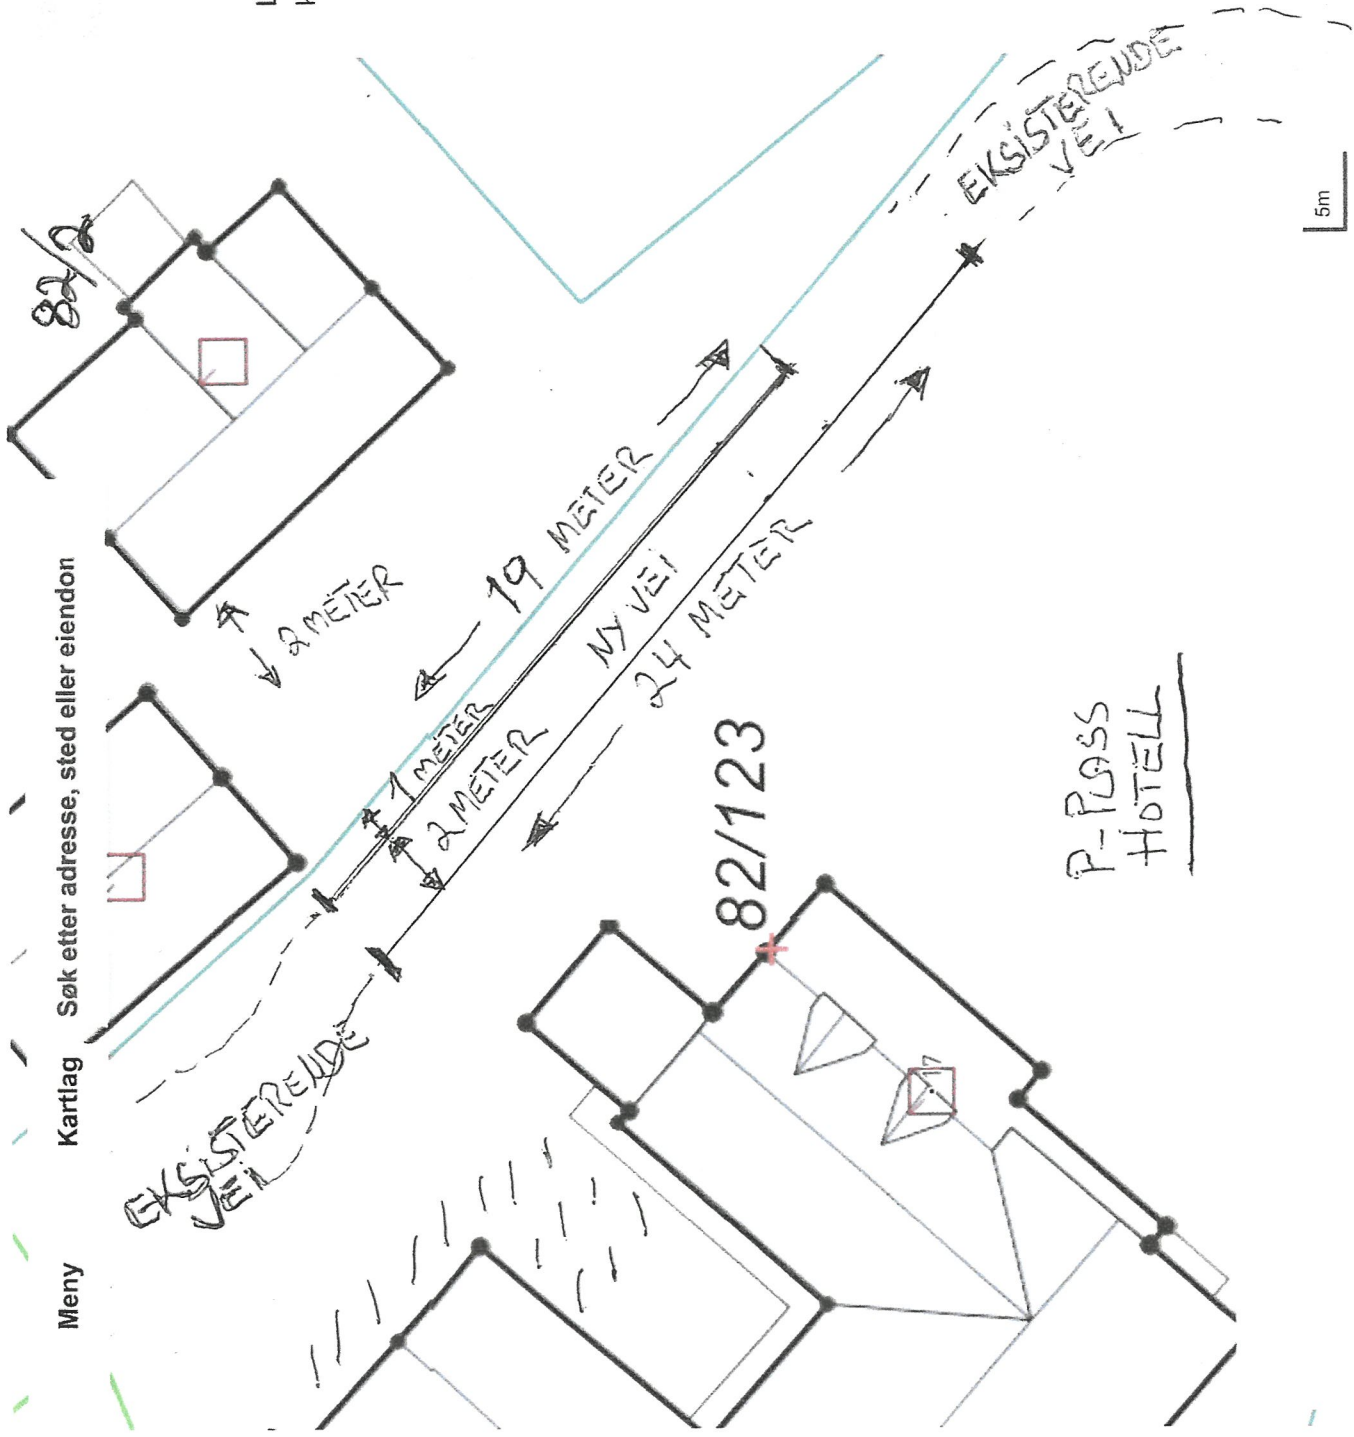 Meny Kartlag Søk etter adresse, sted eller eiendon
82/2
EKSISTERENDE
VEI
5m
19 METER
2 METER
1 METER
2 METER
NY VEI
24 METER
82/123
P-PLASS
HOTELL
EKSISTERENDE
VEI